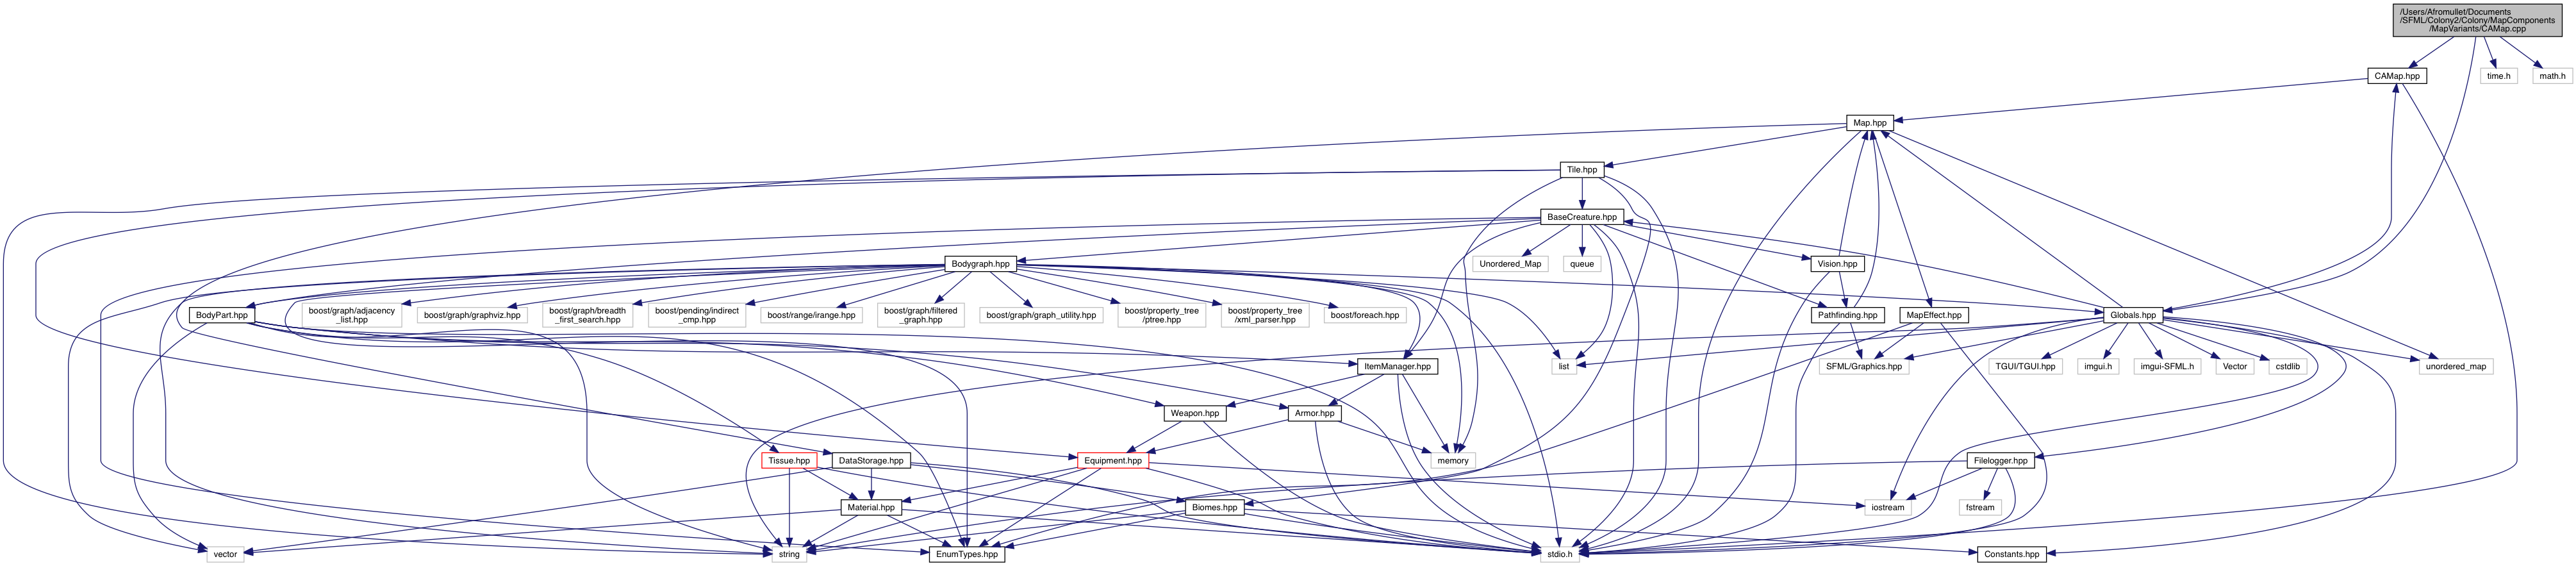 /Users/Afromullet/Documents
/SFML/Colony2/Colony/MapComponents
/MapVariants/CAMap.cpp
CAMap.hpp
time.h
math.h
Map.hpp
Tile.hpp
BaseCreature.hpp
Bodygraph.hpp
Unordered_Map
queue
Vision.hpp
BodyPart.hpp
boost/graph/adjacency
_list.hpp
boost/graph/graphviz.hpp
boost/graph/breadth
_first_search.hpp
boost/pending/indirect
_cmp.hpp
boost/range/irange.hpp
boost/graph/filtered
_graph.hpp
boost/graph/graph_utility.hpp
boost/property_tree
/ptree.hpp
boost/property_tree
/xml_parser.hpp
boost/foreach.hpp
Pathfinding.hpp
MapEffect.hpp
Globals.hpp
ItemManager.hpp
list
SFML/Graphics.hpp
TGUI/TGUI.hpp
imgui.h
imgui-SFML.h
Vector
cstdlib
unordered_map
Weapon.hpp
Armor.hpp
Tissue.hpp
DataStorage.hpp
Equipment.hpp
memory
Filelogger.hpp
Material.hpp
Biomes.hpp
iostream
fstream
vector
string
EnumTypes.hpp
stdio.h
Constants.hpp